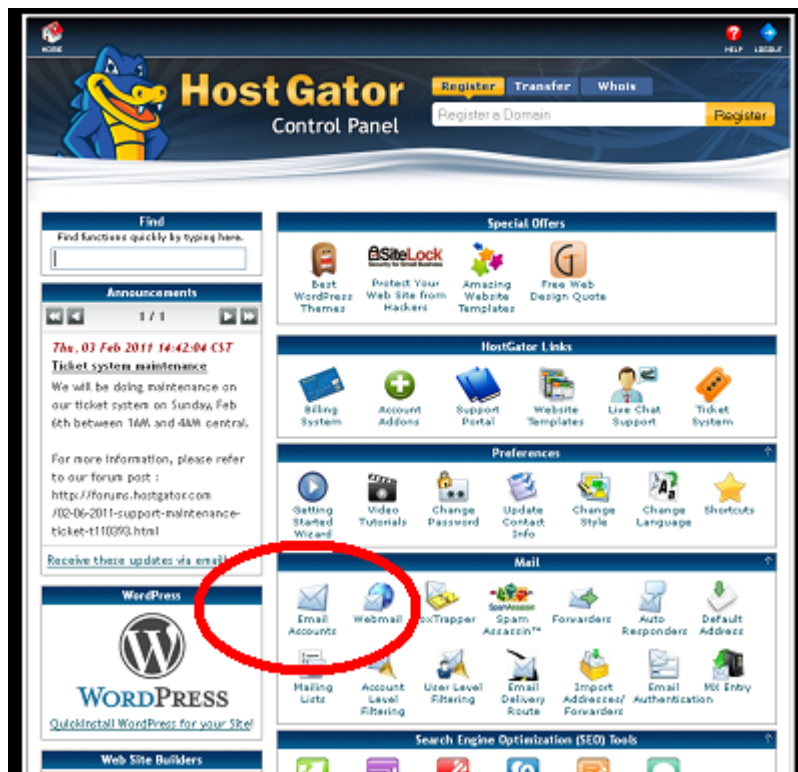 HOME
HELP
LOGOUT
HostGator
Control Panel
Register
Transfer
Whois
Register a Domain
Register
Find
Find functions quickly by typing here.
Announcements
1 / 1
Thu, 03 Feb 2011 14:42:04 CST
Ticket system maintenance
We will be doing maintenance on
our ticket system on Sunday, Feb
6th between 1AM and 4AM central.
For more information, please refer
to our forum post :
http://forums.hostgator.com
/02-06-2011-support-maintenance-
ticket-t110393.html
Receive these updates via email
WordPress
WORDPRESS
QuickInstall WordPress for your Site!
Web Site Builders
Special Offers
SiteLock
Security for Small Business
Best
WordPress
Themes
Protect Your
Web Site from
Hackers
Amazing
Website
Templates
Free Web
Design Quote
HostGator Links
Billing
System
Account
Addons
Support
Portal
Website
Templates
Live Chat
Support
Ticket
System
Preferences
Getting
Started
Wizard
Video
Tutorials
Change
Password
Update
Contact
Info
Change
Style
Change
Language
Shortcuts
Mail
Email
Accounts
Webmail
oxTrapper
SpamAssassin
Spam
Assassin™
Forwarders
Auto
Responders
Default
Address
Mailing
Lists
Account
Level
Filtering
User Level
Filtering
Email
Delivery
Route
Import
Addresses/
Forwarders
Email
Authentication
MX Entry
Search Engine Optimization (SEO) Tools